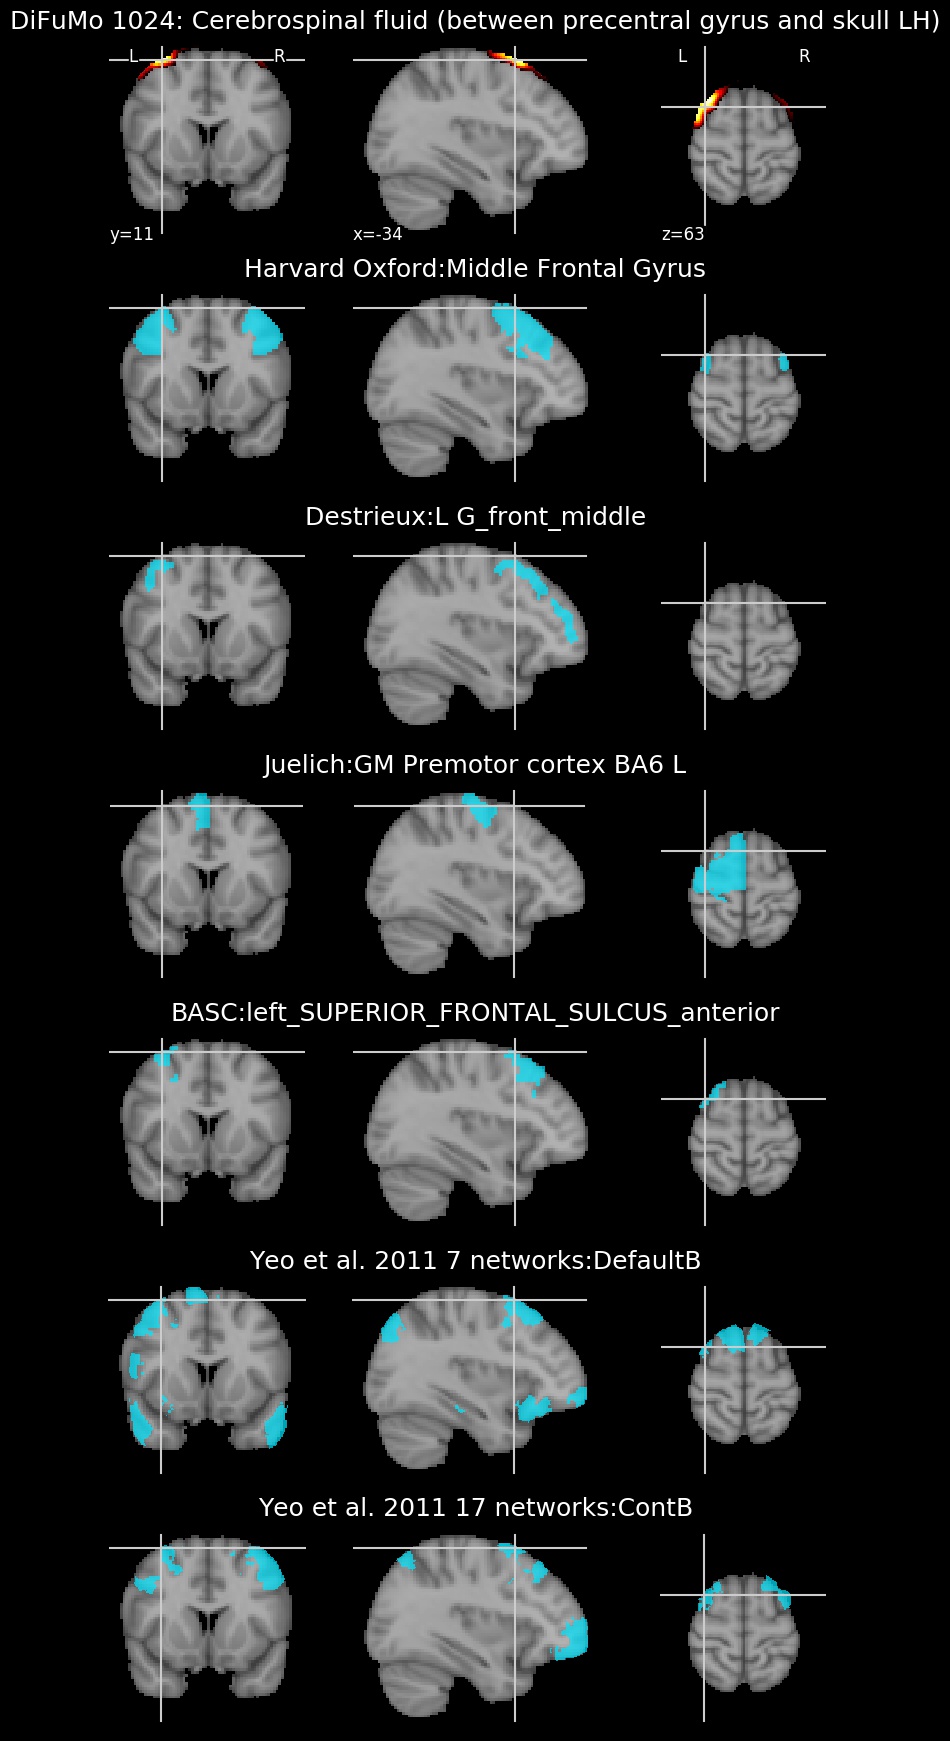 DiFuMo 1024: Cerebrospinal fluid (between precentral gyrus and skull LH)
L R L R
y=11 x=-34 z=63
Harvard Oxford:Middle Frontal Gyrus
Destrieux:L G_front_middle
Juelich:GM Premotor cortex BA6 L
BASC:left_SUPERIOR_FRONTAL_SULCUS_anterior
Yeo et al. 2011 7 networks:DefaultB
Yeo et al. 2011 17 networks:ContB